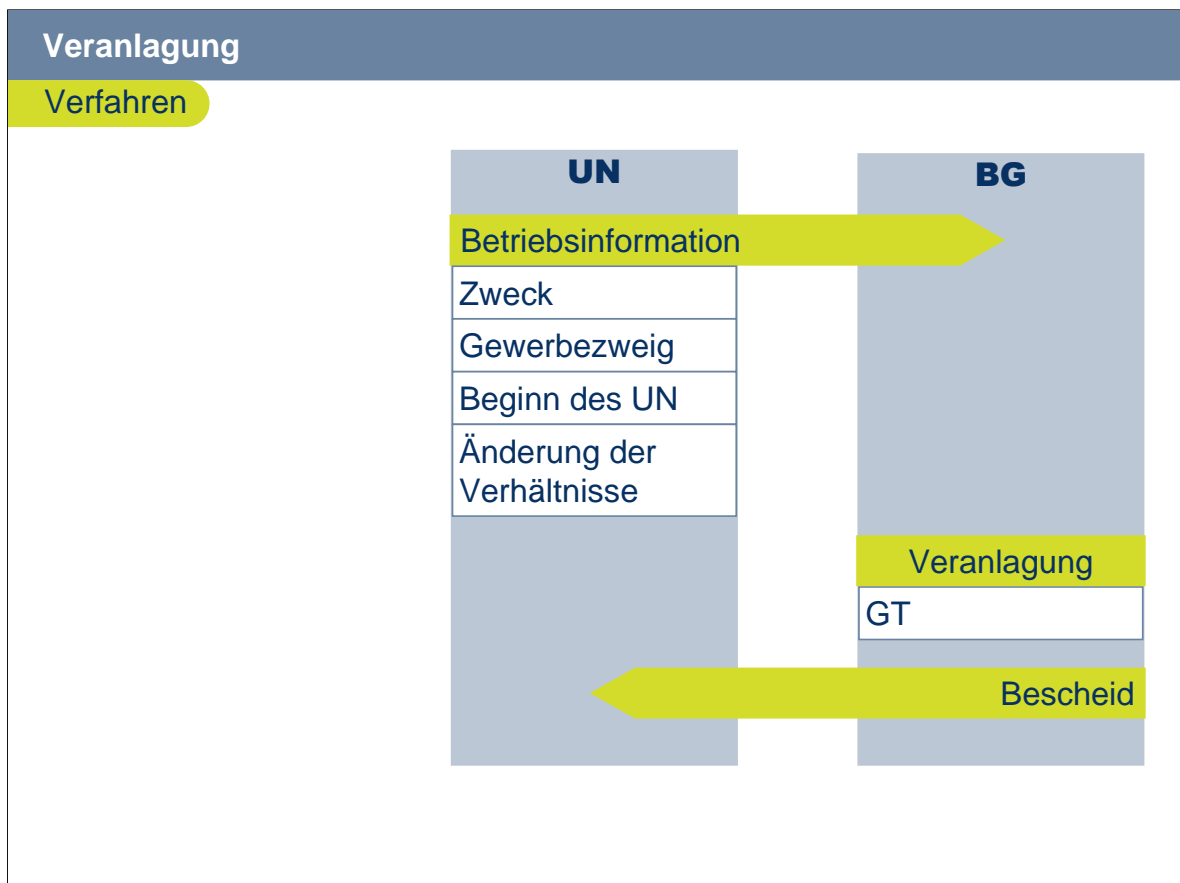 Veranlagung
Verfahren
UN
BG
Betriebsinformation
Zweck
Gewerbezweig
Beginn des UN
Änderung der
Verhältnisse
Veranlagung
GT
Bescheid